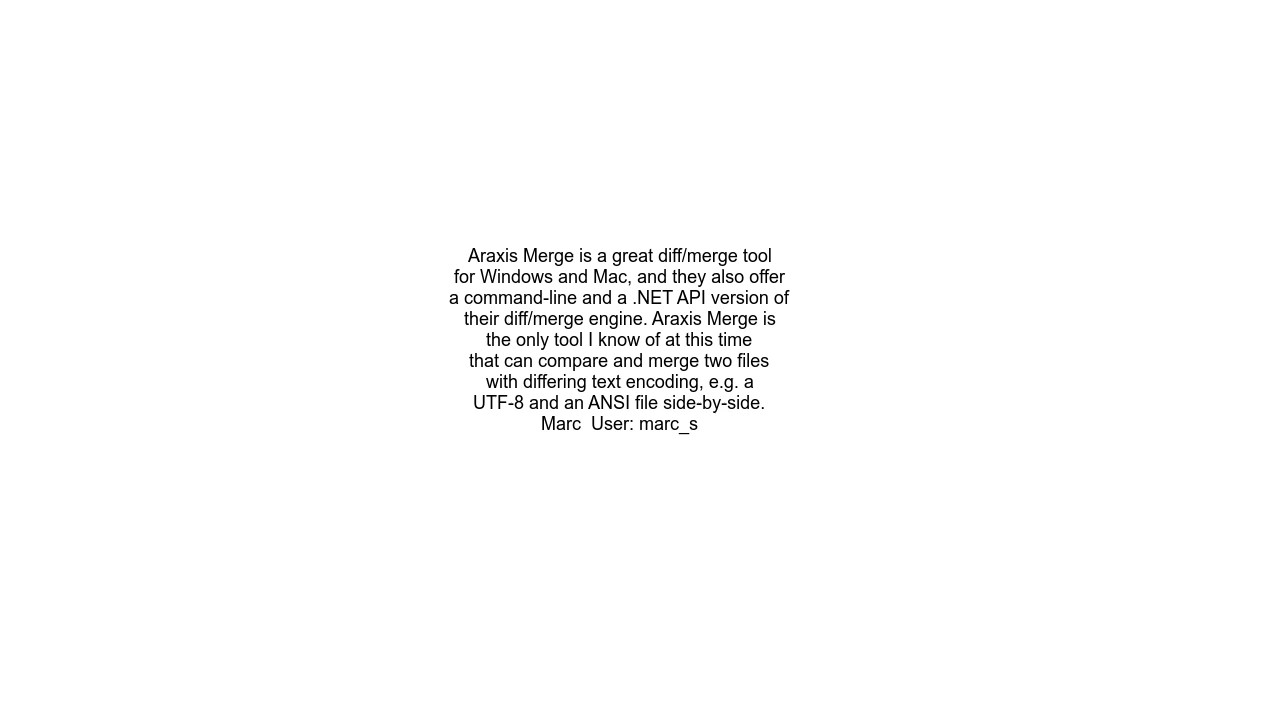 Araxis Merge is a great diff/merge tool
for Windows and Mac, and they also offer
a command-line and a .NET API version of
their diff/merge engine. Araxis Merge is
the only tool I know of at this time
that can compare and merge two files
with differing text encoding, e.g. a
UTF-8 and an ANSI file side-by-side.
Marc  User: marc_s